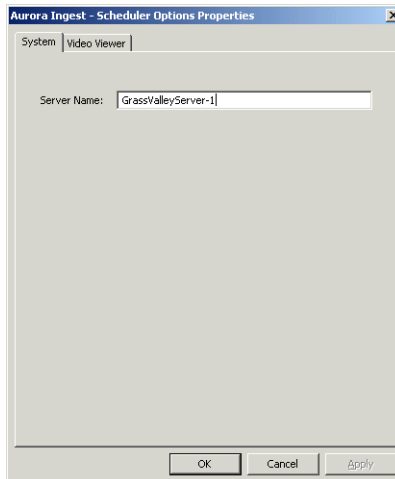 Aurora Ingest - Scheduler Options Properties
System Video Viewer
Server Name: GrassValleyServer-1
OK Cancel Apply